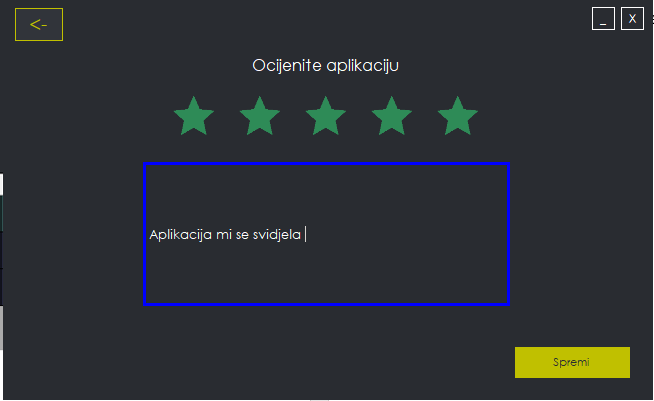 <-
_ X
Ocijenite aplikaciju
Aplikacija mi se svidjela
Spremi